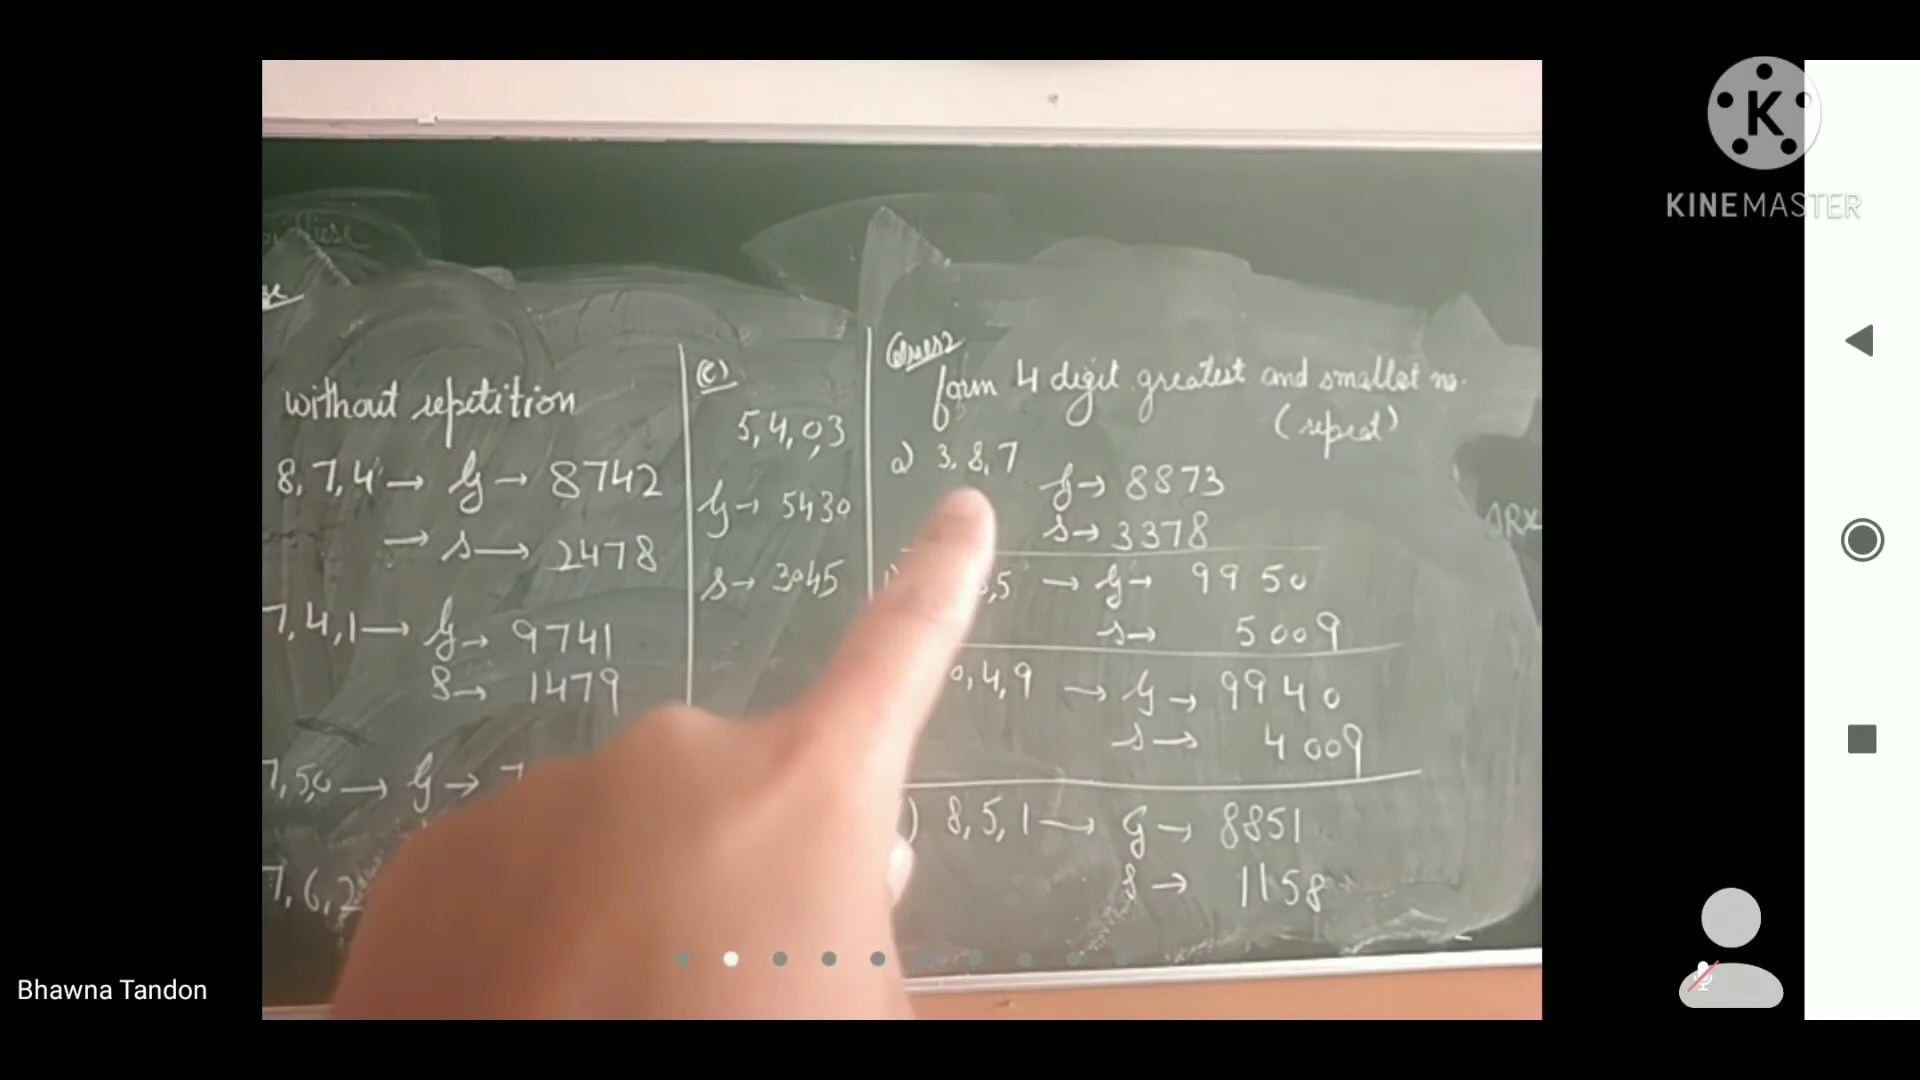 without repetition
8,7,4 → G → 8742
→ S → 2478
7,4,1 → G → 9741
S → 1479
7,5,0 → G → 7
7,6,2
(e)
5,4,0,3
G → 5430
S → 3045
Ques2
form 4 digit greatest and smallest no.
(repeat)
a) 3,8,7
G → 8873
S → 3378
,5 → G → 9950
S → 5009
0,4,9 → G → 9940
S → 4009
) 8,5,1 → G → 8851
S → 1158
KINEMASTER
Bhawna Tandon